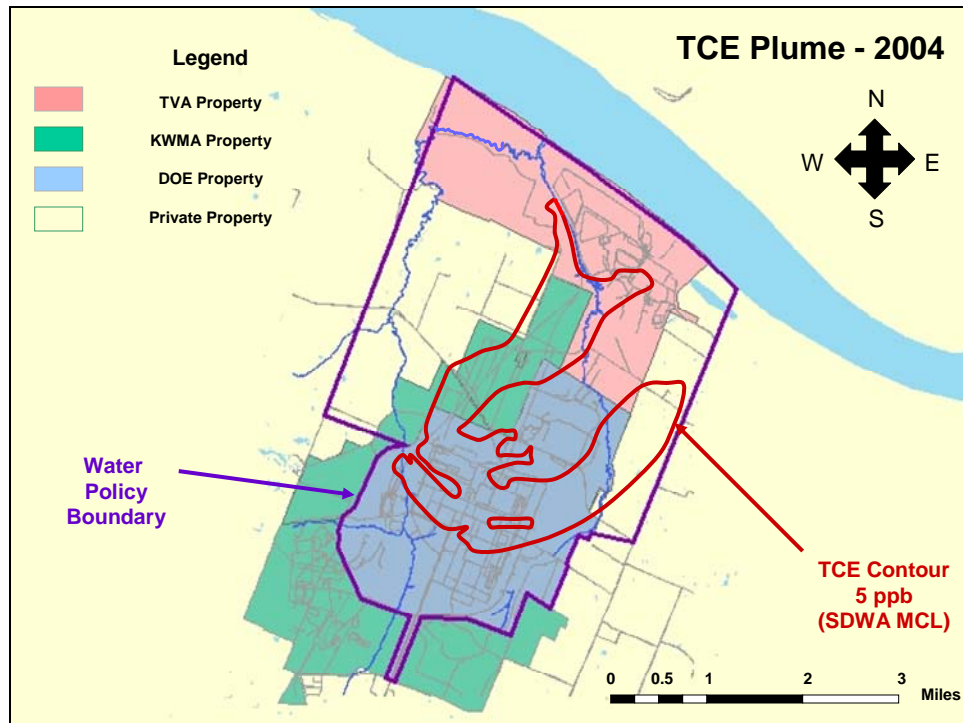 TCE Plume - 2004
Legend
TVA Property
KWMA Property
DOE Property
Private Property
N
W
E
S
Water
Policy
Boundary
TCE Contour
5 ppb
(SDWA MCL)
0 0.5 1 2 3
Miles